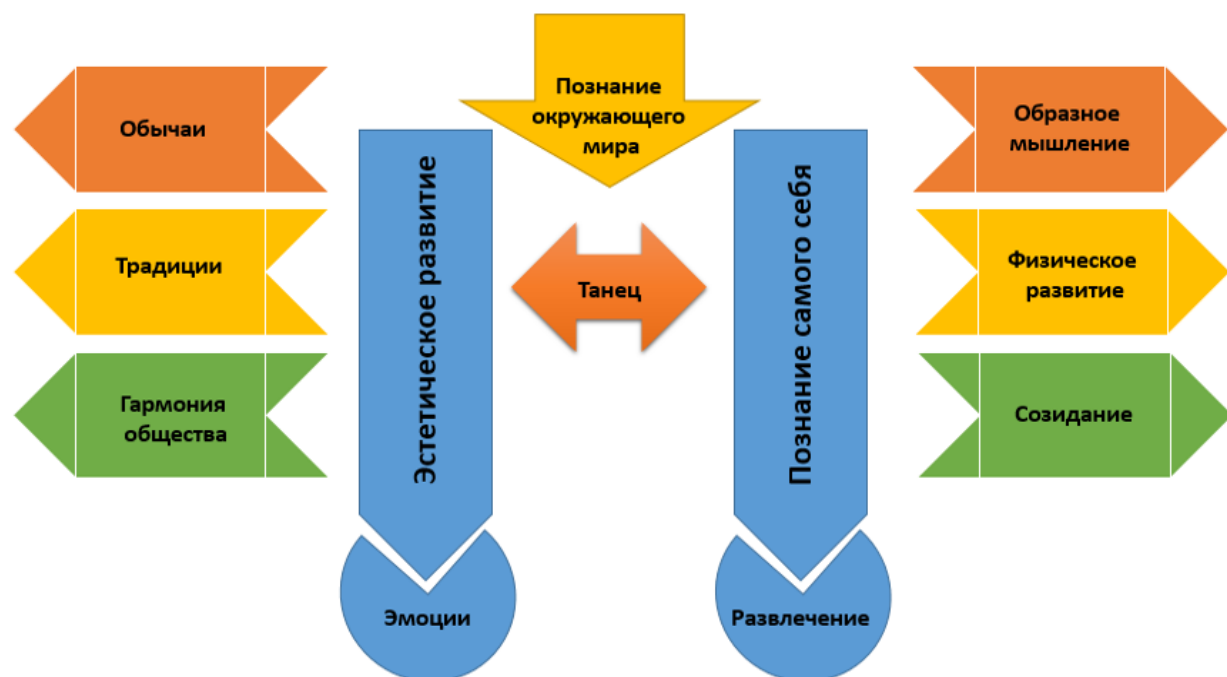 Познание
окружающего
мира
Обычаи
Образное
мышление
Эстетическое развитие
Познание самого себя
Традиции
Танец
Физическое
развитие
Гармония
общества
Созидание
Эмоции
Развлечение